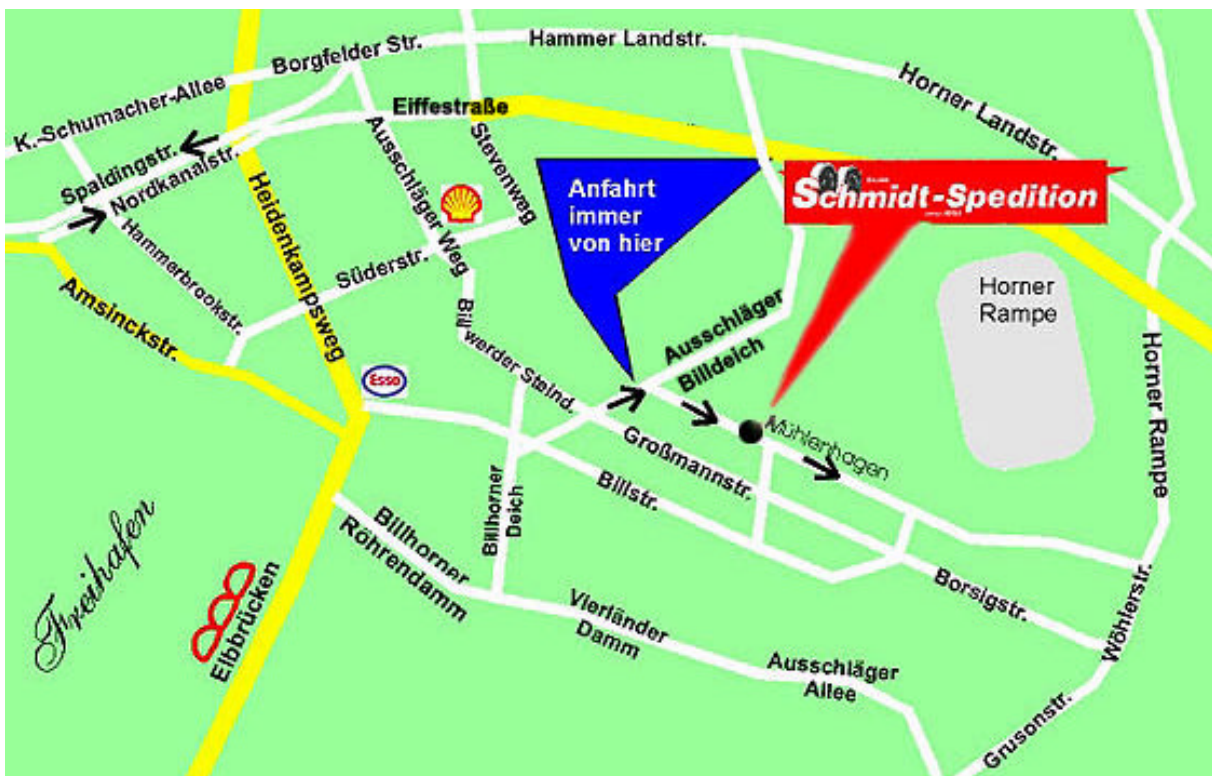 Borgfelder Str.
Hammer Landstr.
K.-Schumacher-Allee
Horner Landstr.
Eiffestraße
Spaldingstr.
Nordkanalstr.
Ausschläger Weg
Stevenweg
Anfahrt
immer
von hier
Schmidt-Spedition
Heidenkampsweg
Hammerbrookstr.
Süderstr.
Amsinckstr.
Horner
Rampe
Bill
werder Steind.
Ausschläger
Billdeich
Esso
Horner Rampe
Mühlenhagen
Großmannstr.
Billstr.
Billhorner
Deich
Billhorner
Röhrendamm
Freihafen
Elbbrücken
Vierländer
Damm
Borsigstr.
Wöhlerstr.
Ausschläger
Allee
Grusonstr.